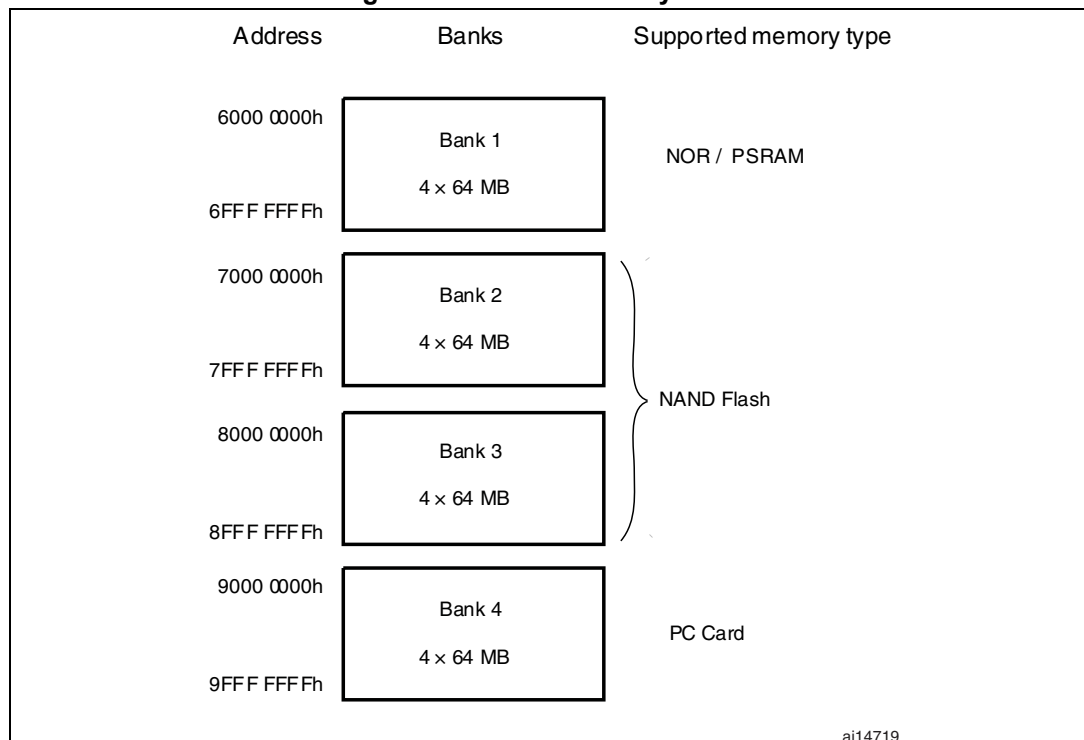 Address Banks Supported memory type
6000 0000h
Bank 1
NOR / PSRAM
4 × 64 MB
6FFF FFFFh
7000 0000h
Bank 2
4 × 64 MB
7FFF FFFFh
NAND Flash
8000 0000h
Bank 3
4 × 64 MB
8FFF FFFFh
9000 0000h
Bank 4
PC Card
4 × 64 MB
9FFF FFFFh
ai14719